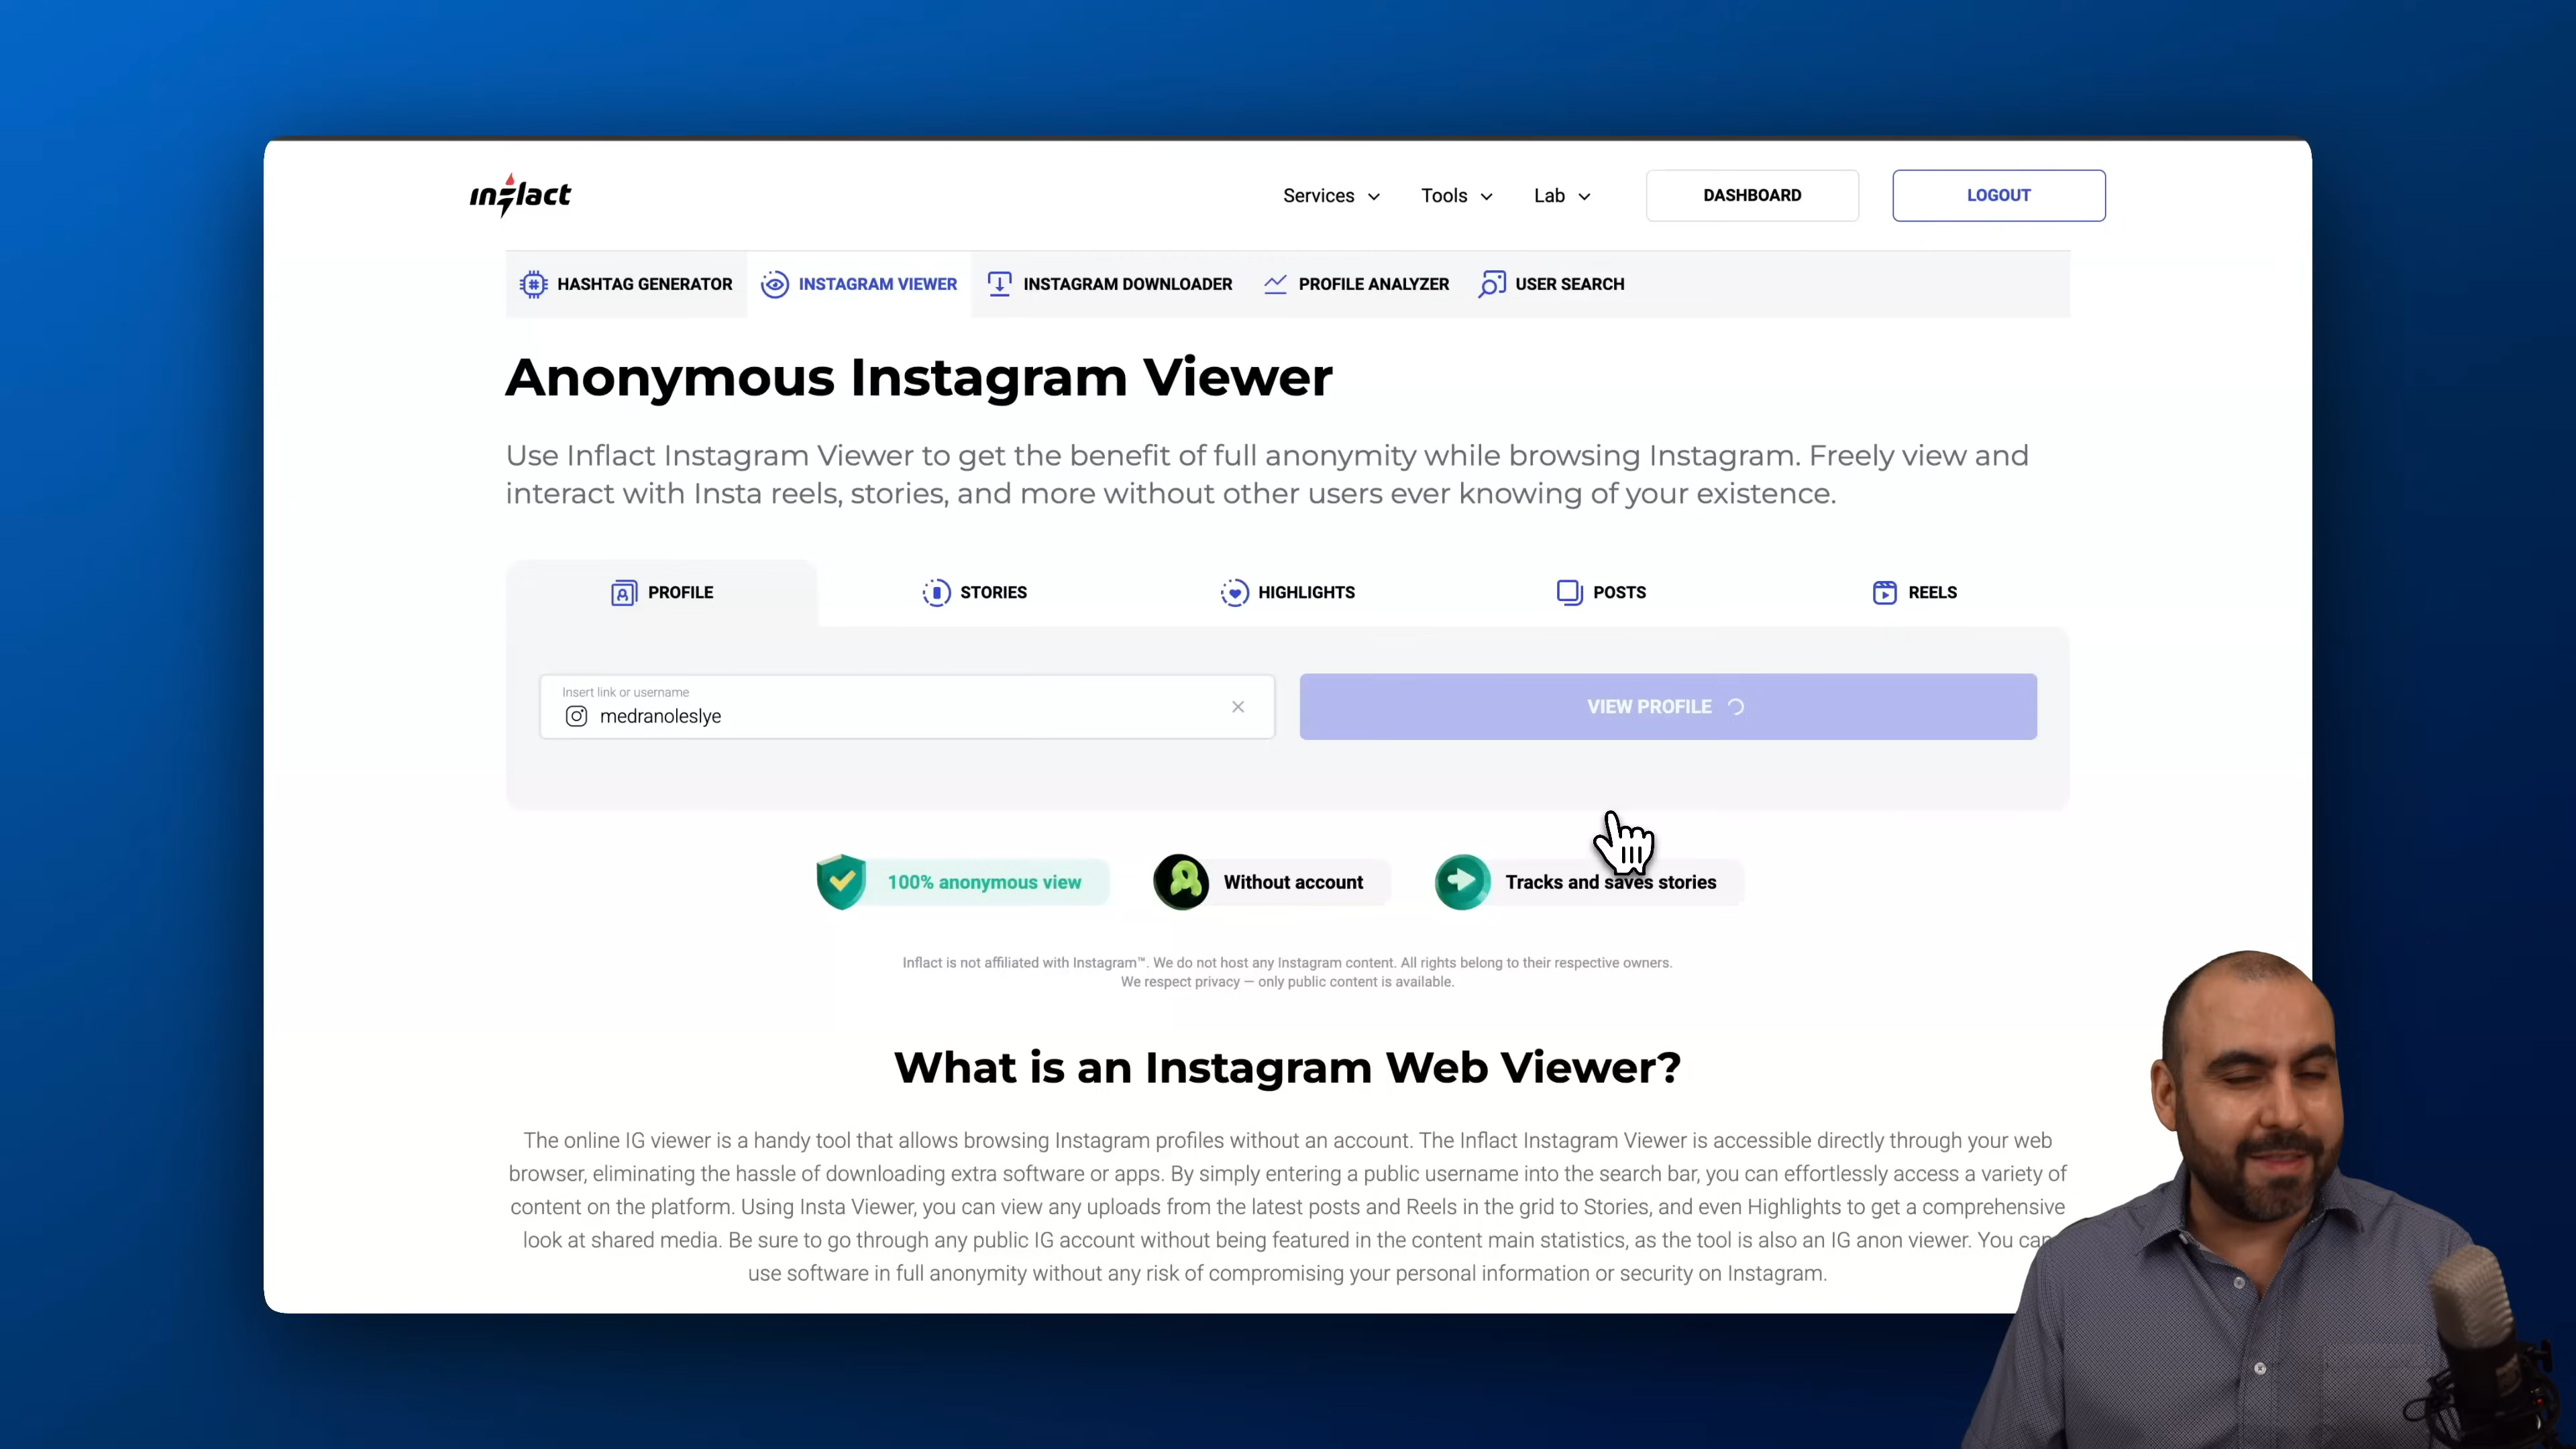 inflact
Services
Tools
Lab
DASHBOARD
LOGOUT
HASHTAG GENERATOR
INSTAGRAM VIEWER
INSTAGRAM DOWNLOADER
PROFILE ANALYZER
USER SEARCH
Anonymous Instagram Viewer
Use Inflact Instagram Viewer to get the benefit of full anonymity while browsing Instagram. Freely view and
interact with Insta reels, stories, and more without other users ever knowing of your existence.
PROFILE
STORIES
HIGHLIGHTS
POSTS
REELS
Insert link or username
medranoleslye
VIEW PROFILE
100% anonymous view
Without account
Tracks and saves stories
Inflact is not affiliated with Instagram™. We do not host any Instagram content. All rights belong to their respective owners.
We respect privacy — only public content is available.
What is an Instagram Web Viewer?
The online IG viewer is a handy tool that allows browsing Instagram profiles without an account. The Inflact Instagram Viewer is accessible directly through your web
browser, eliminating the hassle of downloading extra software or apps. By simply entering a public username into the search bar, you can effortlessly access a variety of
content on the platform. Using Insta Viewer, you can view any uploads from the latest posts and Reels in the grid to Stories, and even Highlights to get a comprehensive
look at shared media. Be sure to go through any public IG account without being featured in the content main statistics, as the tool is also an IG anon viewer. You can
use software in full anonymity without any risk of compromising your personal information or security on Instagram.